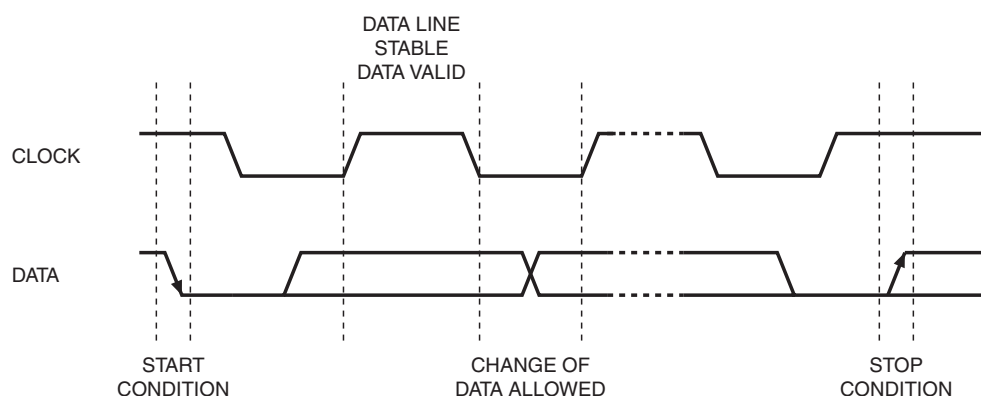 DATA LINE
STABLE
DATA VALID
CLOCK
DATA
START
CONDITION
CHANGE OF
DATA ALLOWED
STOP
CONDITION